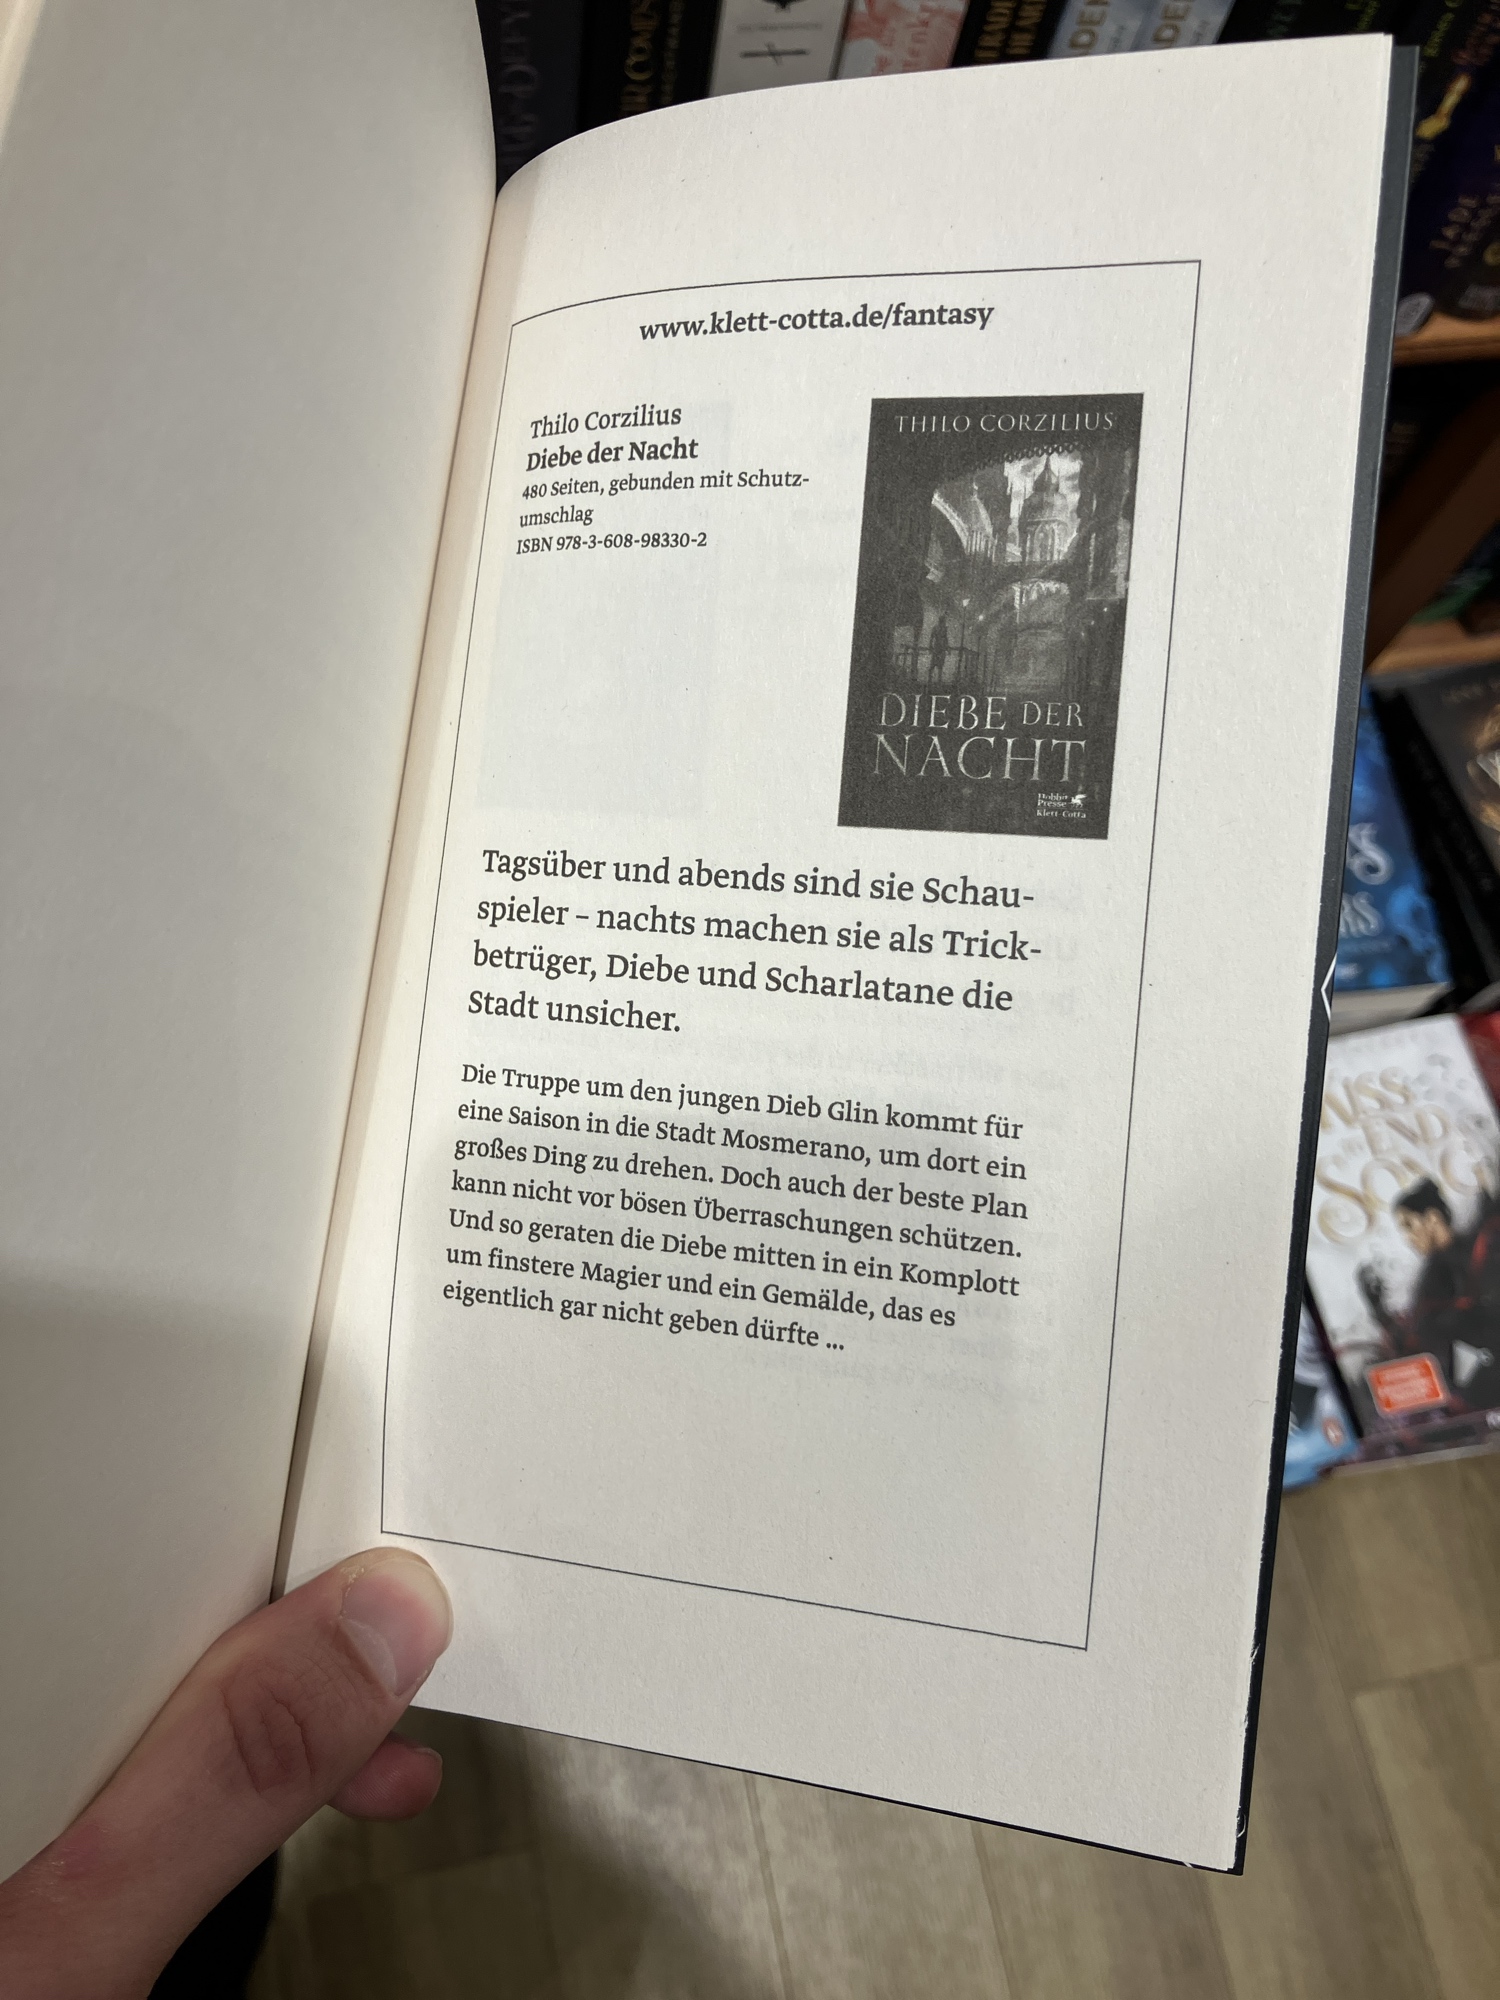 www.klett-cotta.de/fantasy
Thilo Corzilius
Diebe der Nacht
480 Seiten, gebunden mit Schutz-
umschlag
ISBN 978-3-608-98330-2
THILO CORZILIUS
DIEBE DER
NACHT
Hobbit
Presse
Klett-Cotta
Tagsüber und abends sind sie Schau-
spieler – nachts machen sie als Trick-
betrüger, Diebe und Scharlatane die
Stadt unsicher.
Die Truppe um den jungen Dieb Glin kommt für
eine Saison in die Stadt Mosmerano, um dort ein
großes Ding zu drehen. Doch auch der beste Plan
kann nicht vor bösen Überraschungen schützen.
Und so geraten die Diebe mitten in ein Komplott
um finstere Magier und ein Gemälde, das es
eigentlich gar nicht geben dürfte ...